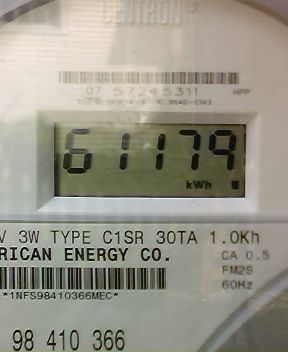 CENTRON®
07 57245311
61179
kWh
V 3W TYPE C1SR 30TA 1.0Kh
RICAN ENERGY CO.
CA 0.5
FM2S
60Hz
*1NFS98410366MEC*
98 410 366